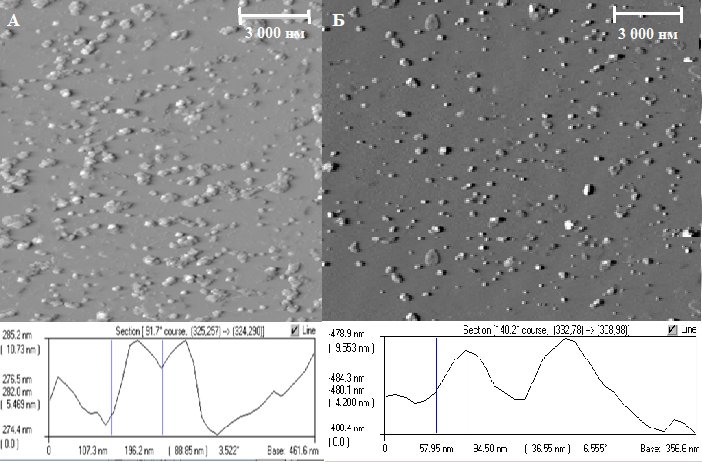 А
3 000 нм
Б
3 000 нм
Section [ 91.7° course, (325,257) -> (324,290)]
Line
285.2 nm
( 10.73 nm)
276.5 nm
282.0 nm
( 5.469 nm)
274.4 nm
( 0.0 )
0
107.3 nm
196.2 nm
( 88.85 nm)
3.522°
Base: 461.6 nm
Section [ 140.2° course, (332,78) -> (308,98)]
Line
-478.9 nm
( 9.553 nm)
-484.3 nm
-480.1 nm
( 4.200 nm)
( 0.0 )
0
57.95 nm
94.50 nm
( 36.55 nm)
6.555°
Base: 356.6 nm